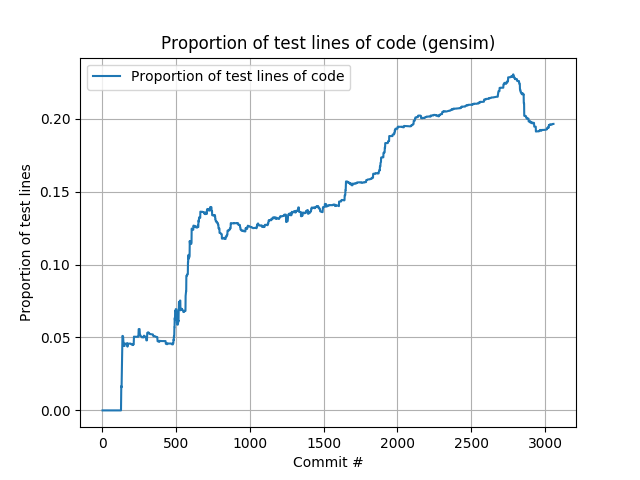 Proportion of test lines of code (gensim)
Proportion of test lines of code
Proportion of test lines
0.20
0.15
0.10
0.05
0.00
0 500 1000 1500 2000 2500 3000
Commit #